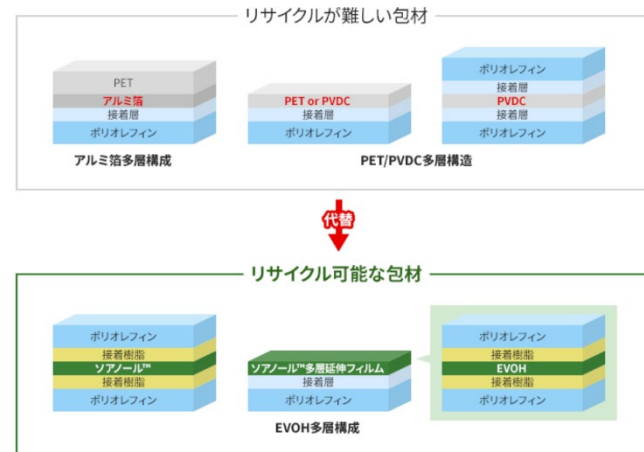 リサイクルが難しい包材
PET
アルミ箔
接着層
ポリオレフィン
アルミ箔多層構成
PET or PVDC
接着層
ポリオレフィン
ポリオレフィン
接着層
PVDC
接着層
ポリオレフィン
PET/PVDC多層構造
代替
リサイクル可能な包材
ポリオレフィン
接着樹脂
ソアノール™
接着樹脂
ポリオレフィン
ソアノール™多層延伸フィルム
接着層
ポリオレフィン
EVOH多層構成
ポリオレフィン
接着樹脂
EVOH
接着樹脂
ポリオレフィン